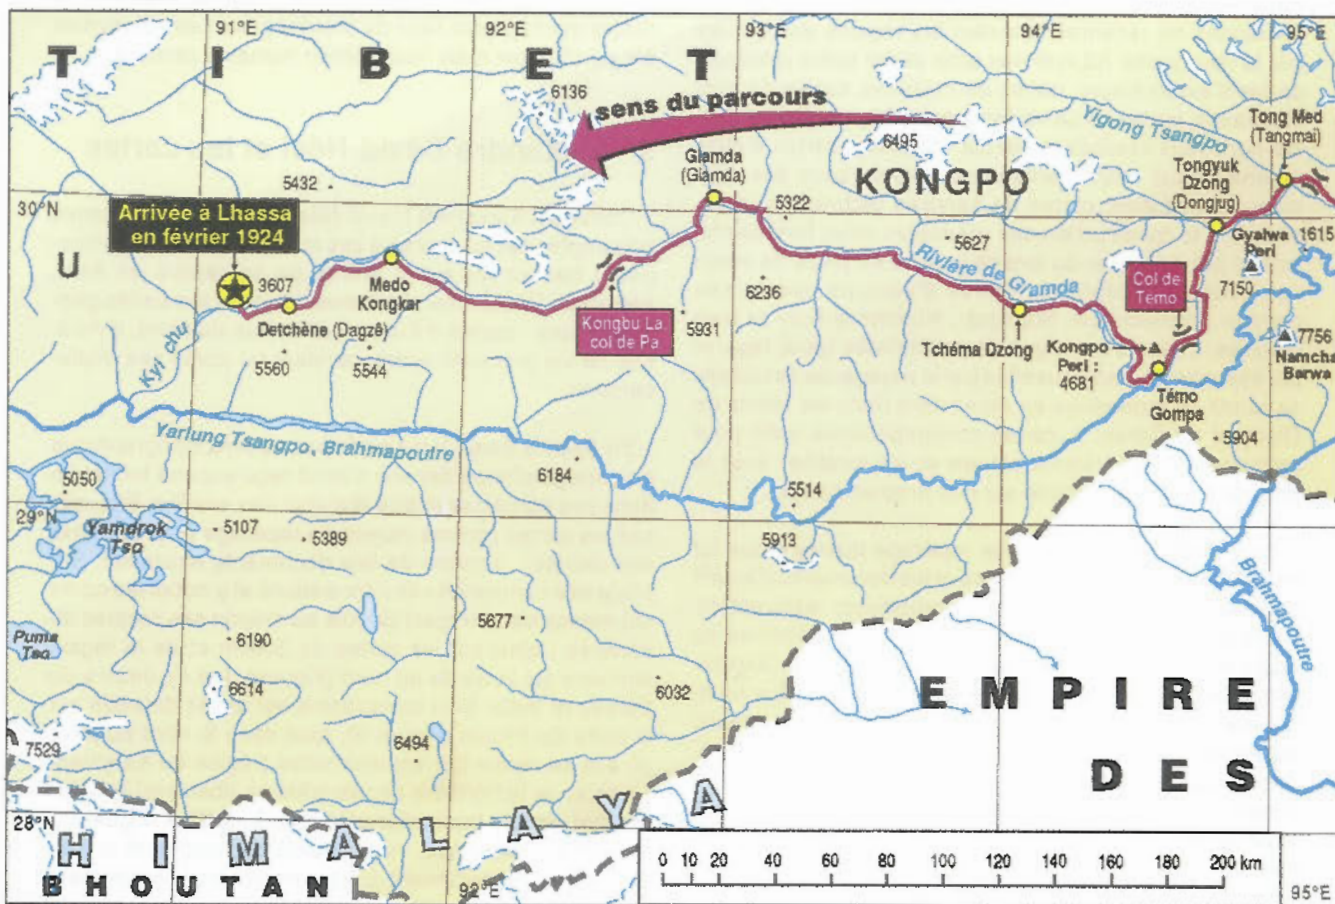 91°E
92°E
93°E
94°E
95°E
TIBET
6136
sens du parcours
6495
Yigong Tsangpo
Tong Med
(Tangmai)
Tongyuk
Dzong
(Dongjug)
Giamda
(Giamda)
KONGPO
5432
30°N
Arrivée à Lhassa
en février 1924
5322
5627
Gyalwa
Peri
1615
U
3607
Medo
Kongkar
6236
Rivière de Giamda
Col de
Temo
7150
Detchène (Dagzê)
5931
Kongbu La,
col de Pa
Tchéma Dzong
Kongpo
Peri :
4681
7756
Namcha
Barwa
Kyi chu
5560
5544
Témo
Gompa
Yarlung Tsangpo, Brahmapoutre
5904
5050
6184
5514
29°N
Yamdrok
Tso
5107
5389
5913
Brahmapoutre
5677
Puma
Tso
6190
6614
6032
EMPIRE
7529
6494
DES
28°N
HIMALAYA
BHOUTAN
92°E
0 10 20 40 60 80 100 120 140 160 180 200 km
95°E